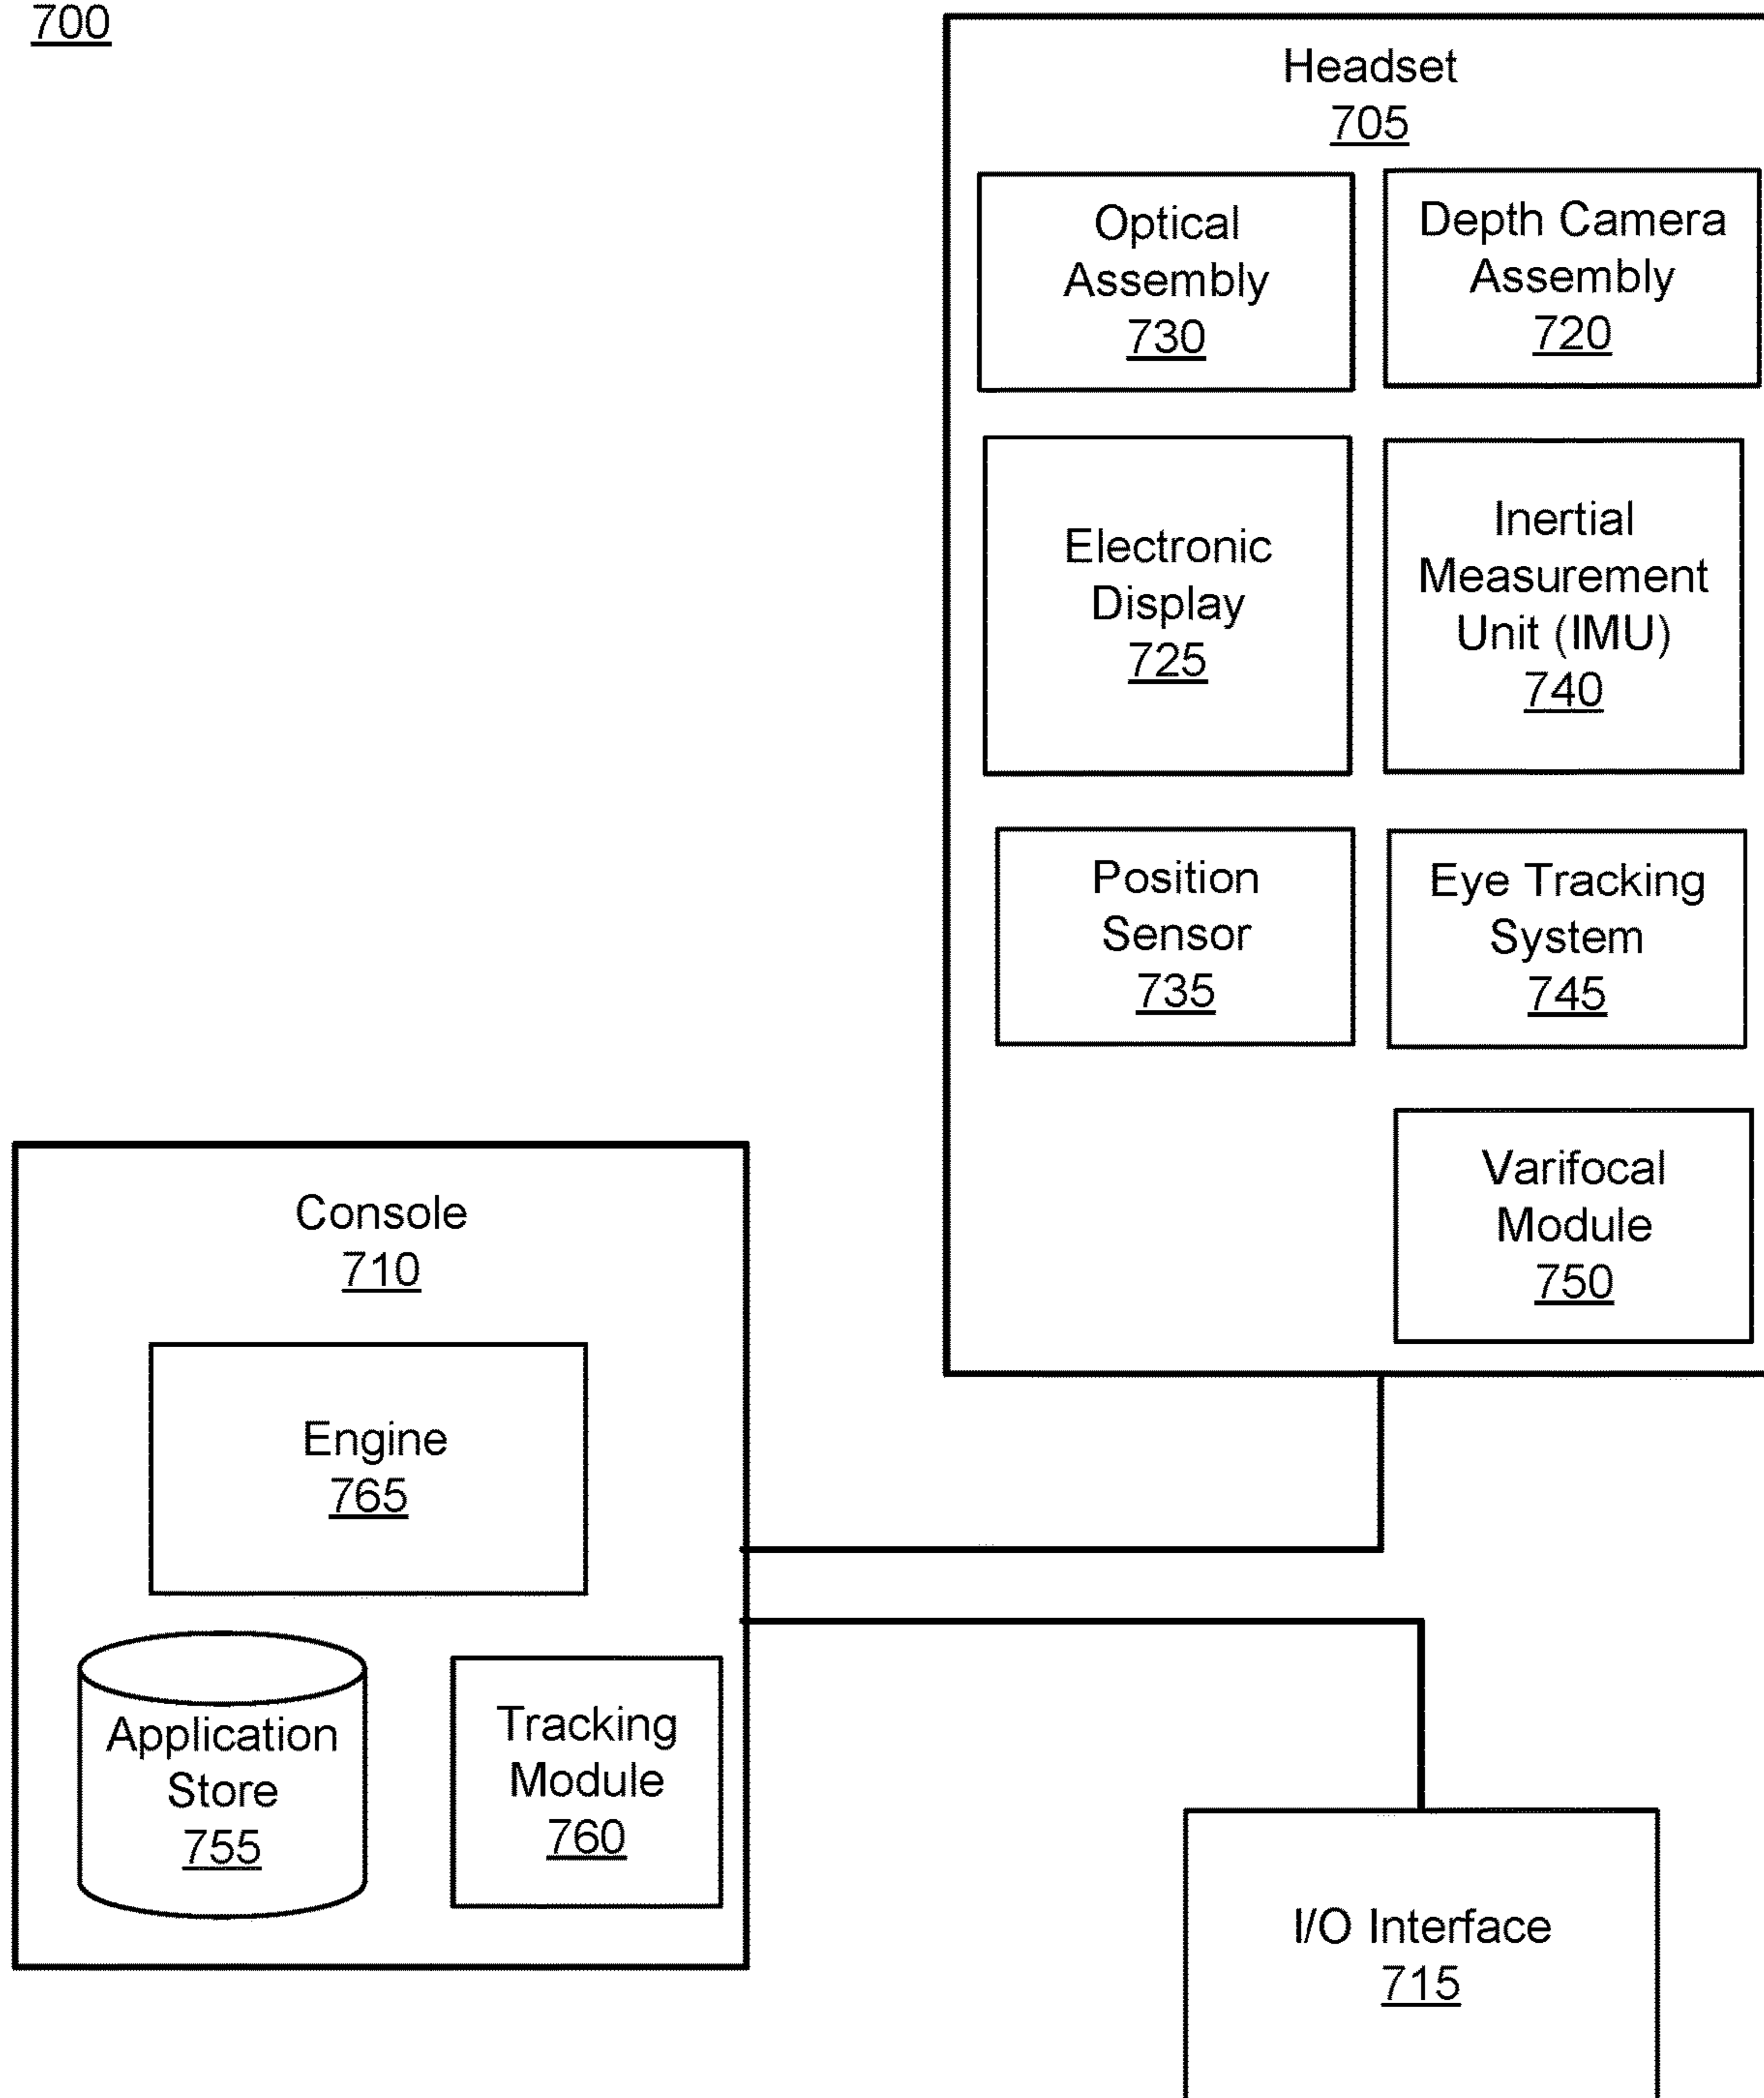 700
Headset
705
Optical
Assembly
730
Depth Camera
Assembly
720
Electronic
Display
725
Inertial
Measurement
Unit (IMU)
740
Position
Sensor
735
Eye Tracking
System
745
Varifocal
Module
750
Console
710
Engine
765
Application
Store
755
Tracking
Module
760
I/O Interface
715